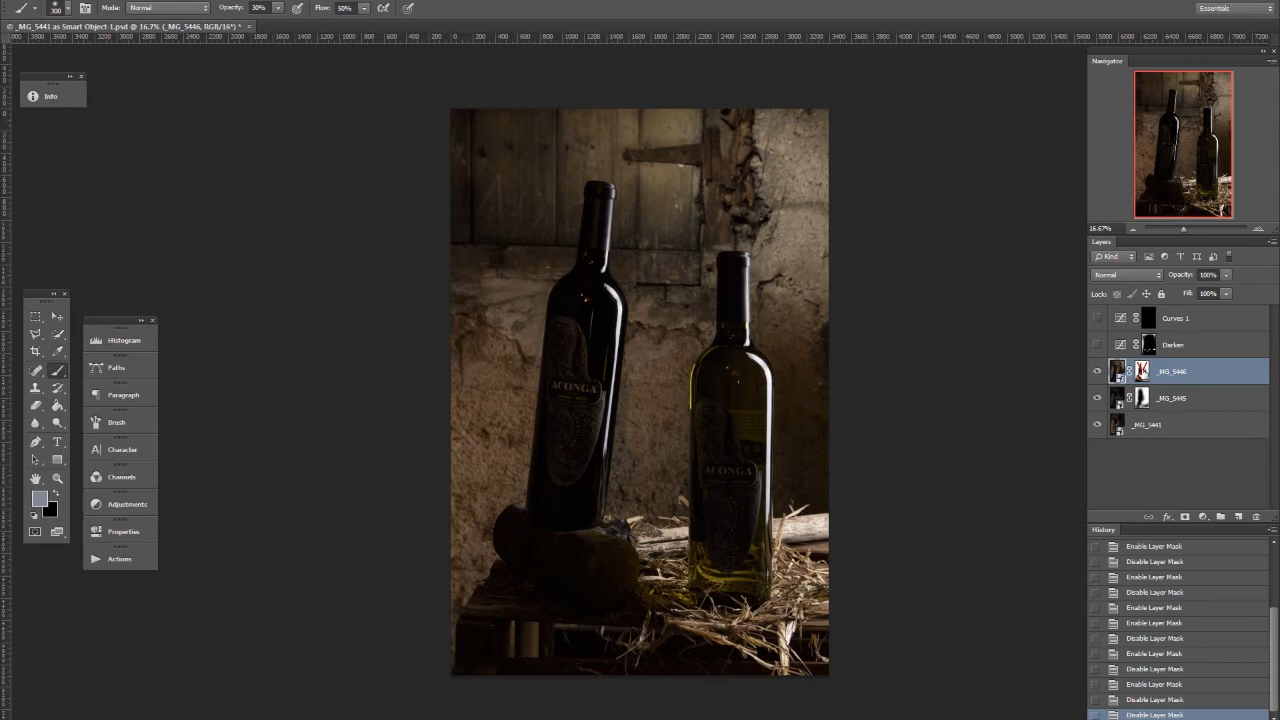 300
Mode: Normal
Opacity: 30%
Flow: 50%
Essentials
© _MG_5441 as Smart Object-1.psd @ 16.7% (_MG_5446, RGB/16*) *
Info
Histogram
Paths
Paragraph
Brush
Character
Channels
Adjustments
Properties
Actions
ACONGA
ACONGA
Navigator
16.67%
Layers
Kind
Normal
Opacity: 100%
Lock:
Fill: 100%
Curves 1
Darken
_MG_5446
_MG_5445
_MG_5441
History
Enable Layer Mask
Disable Layer Mask
Enable Layer Mask
Disable Layer Mask
Enable Layer Mask
Enable Layer Mask
Disable Layer Mask
Enable Layer Mask
Disable Layer Mask
Enable Layer Mask
Disable Layer Mask
Disable Layer Mask